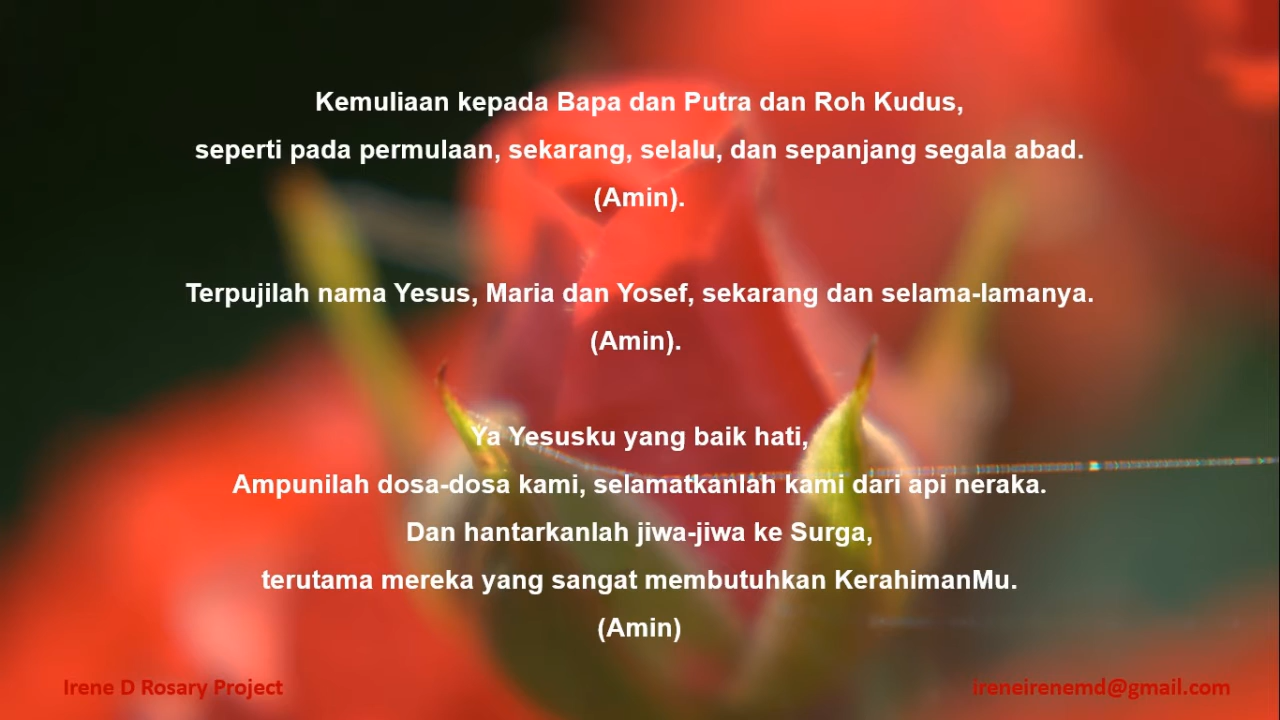 Kemuliaan kepada Bapa dan Putra dan Roh Kudus,
seperti pada permulaan, sekarang, selalu, dan sepanjang segala abad.
(Amin).
Terpujilah nama Yesus, Maria dan Yosef, sekarang dan selama-lamanya.
(Amin).
Ya Yesusku yang baik hati,
Ampunilah dosa-dosa kami, selamatkanlah kami dari api neraka.
Dan hantarkanlah jiwa-jiwa ke Surga,
terutama mereka yang sangat membutuhkan KerahimanMu.
(Amin)
Irene D Rosary Project
ireneirenemd@gmail.com